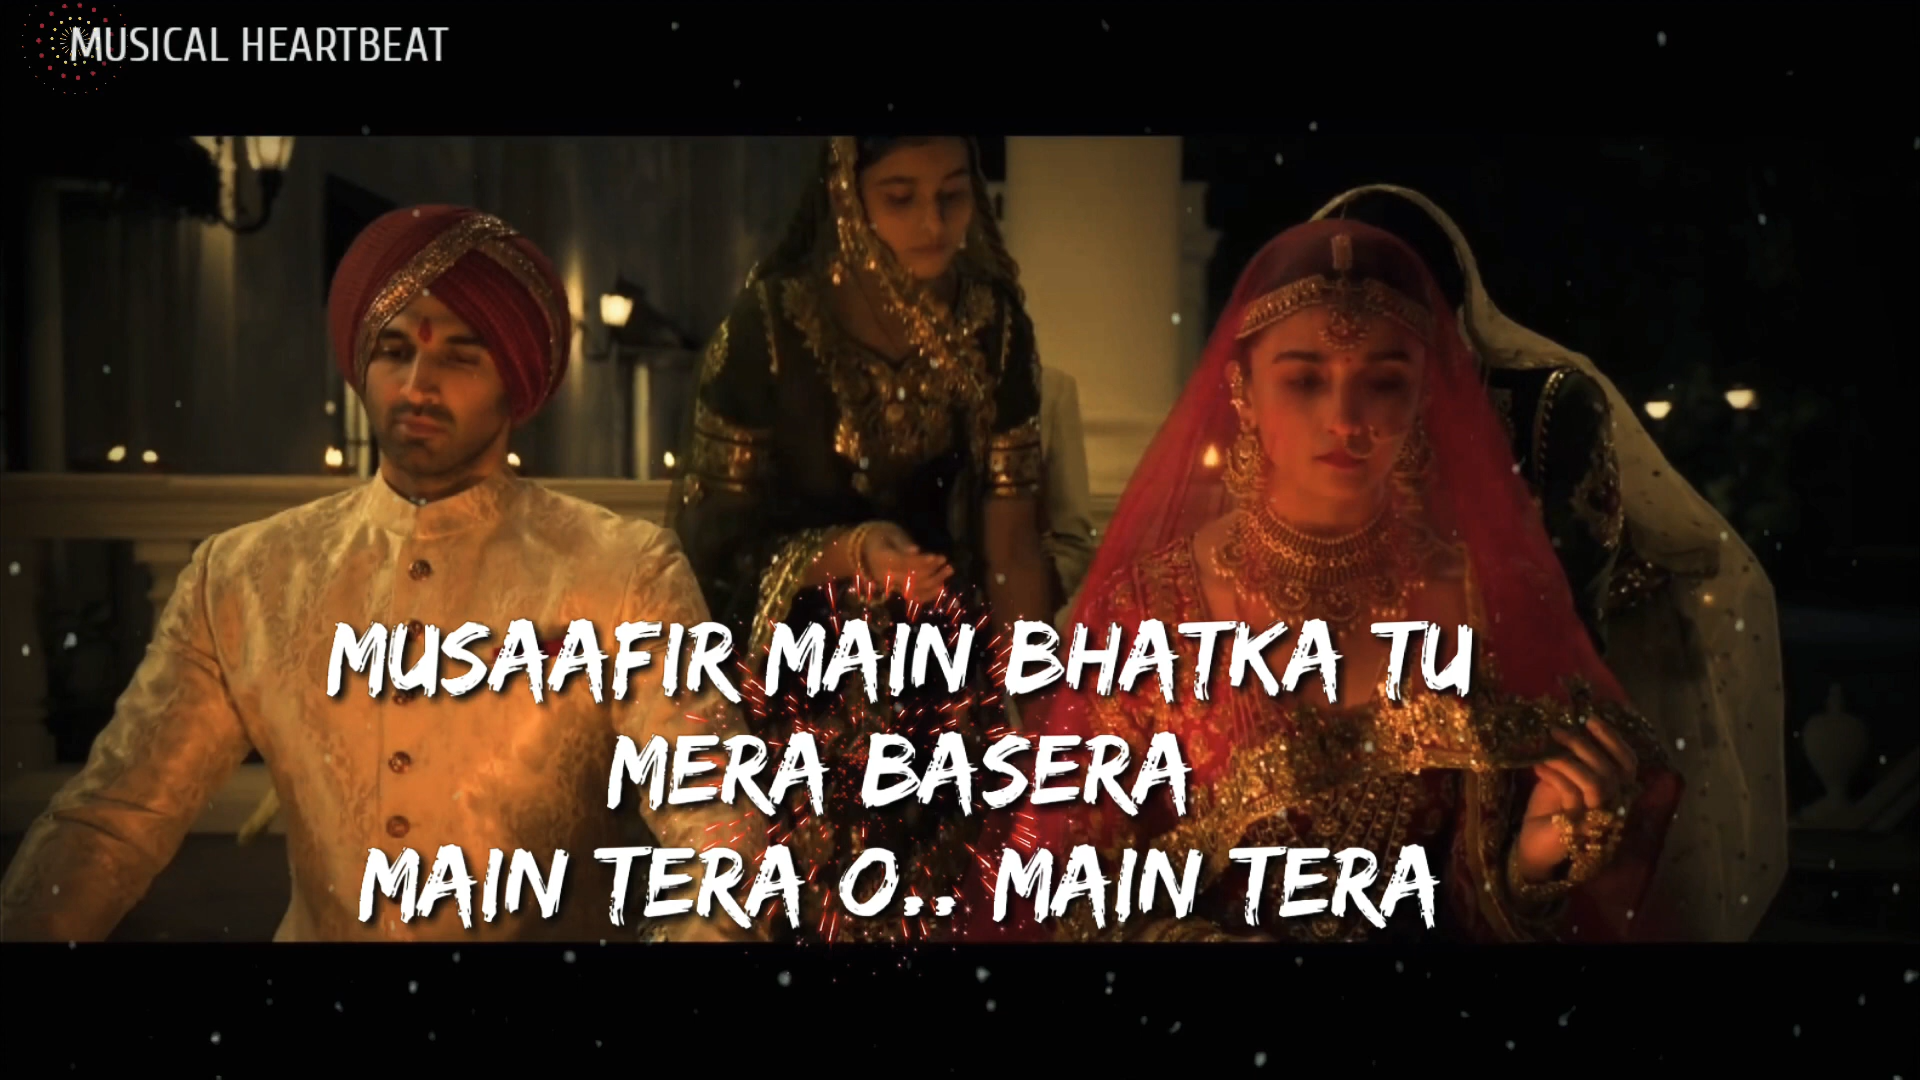 MUSICAL HEARTBEAT
MUSAAFIR MAIN BHATKA TU
MERA BASERA
MAIN TERA O.. MAIN TERA